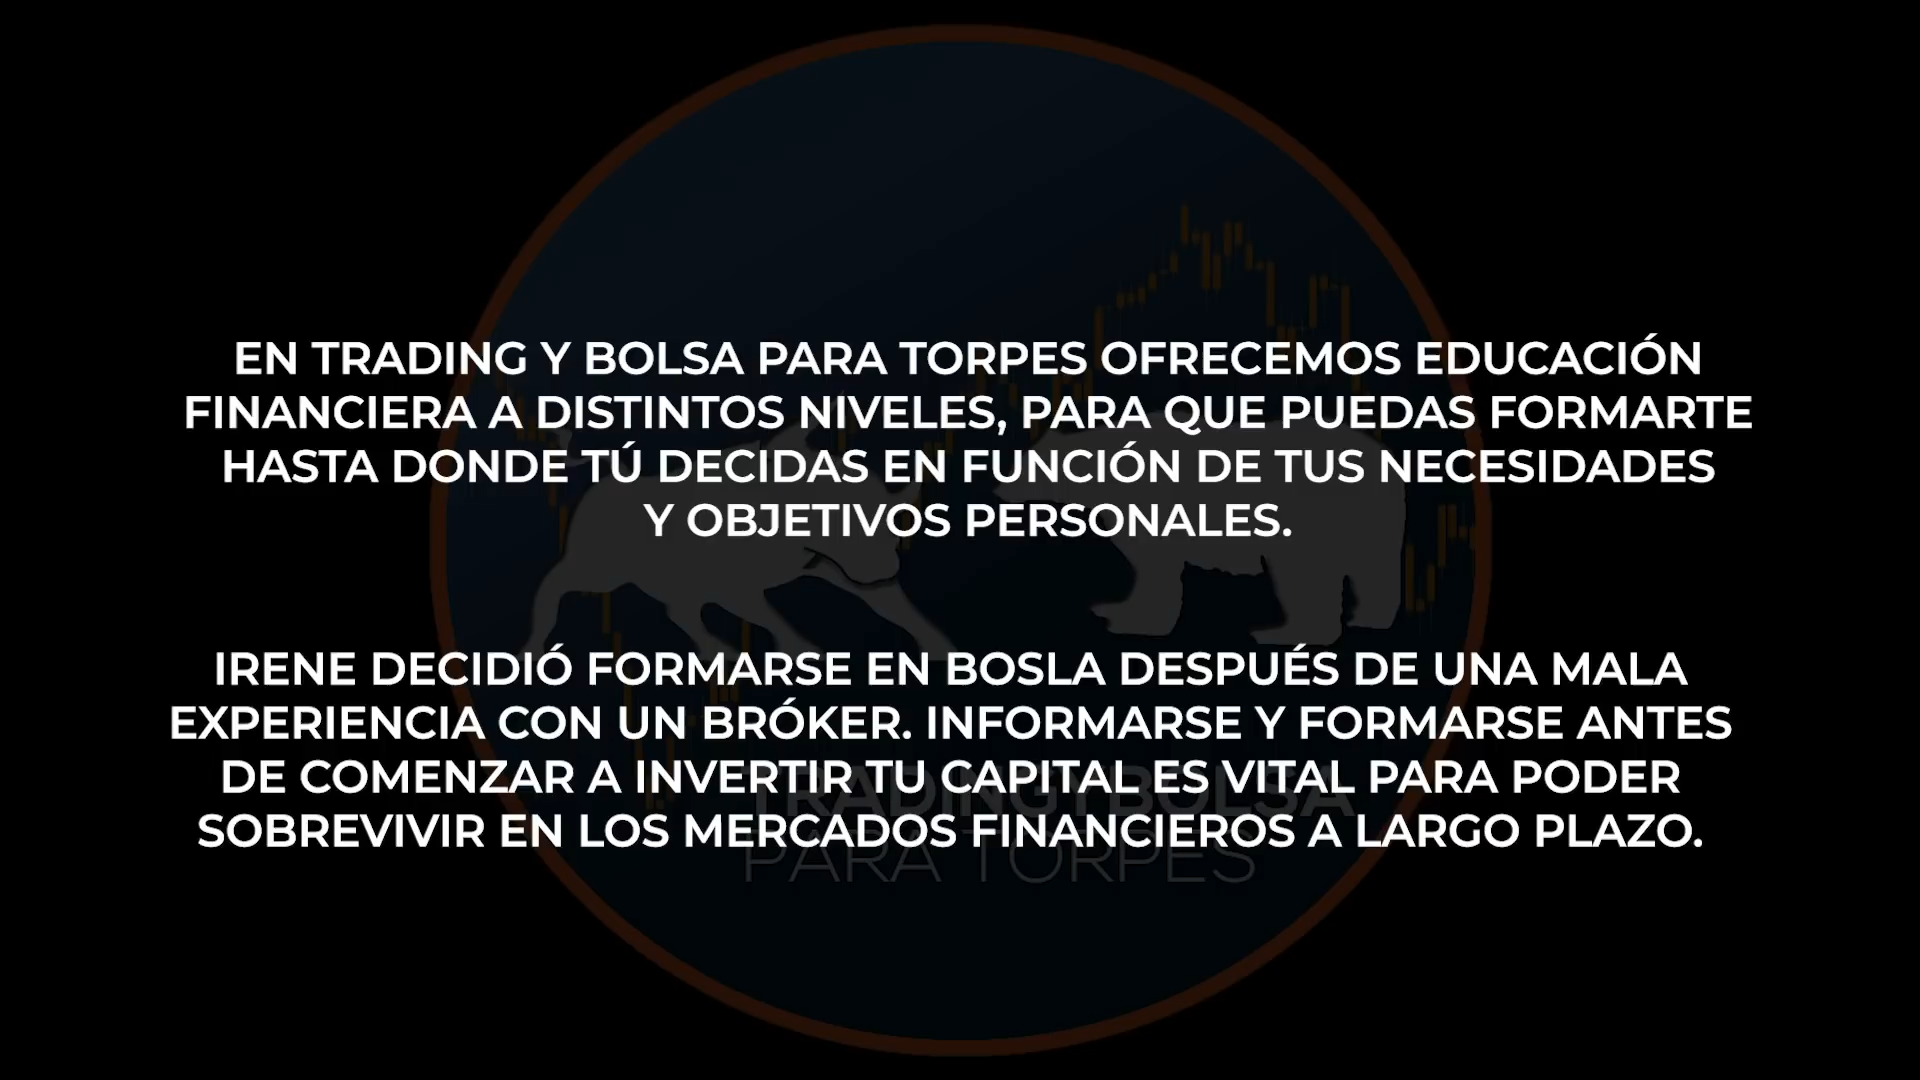 EN TRADING Y BOLSA PARA TORPES OFRECEMOS EDUCACIÓN
FINANCIERA A DISTINTOS NIVELES, PARA QUE PUEDAS FORMARTE
HASTA DONDE TÚ DECIDAS EN FUNCIÓN DE TUS NECESIDADES
Y OBJETIVOS PERSONALES.
IRENE DECIDIÓ FORMARSE EN BOSLA DESPUÉS DE UNA MALA
EXPERIENCIA CON UN BRÓKER. INFORMARSE Y FORMARSE ANTES
DE COMENZAR A INVERTIR TU CAPITAL ES VITAL PARA PODER
SOBREVIVIR EN LOS MERCADOS FINANCIEROS A LARGO PLAZO.
TRADINGYBOLSA
PARA TORPES